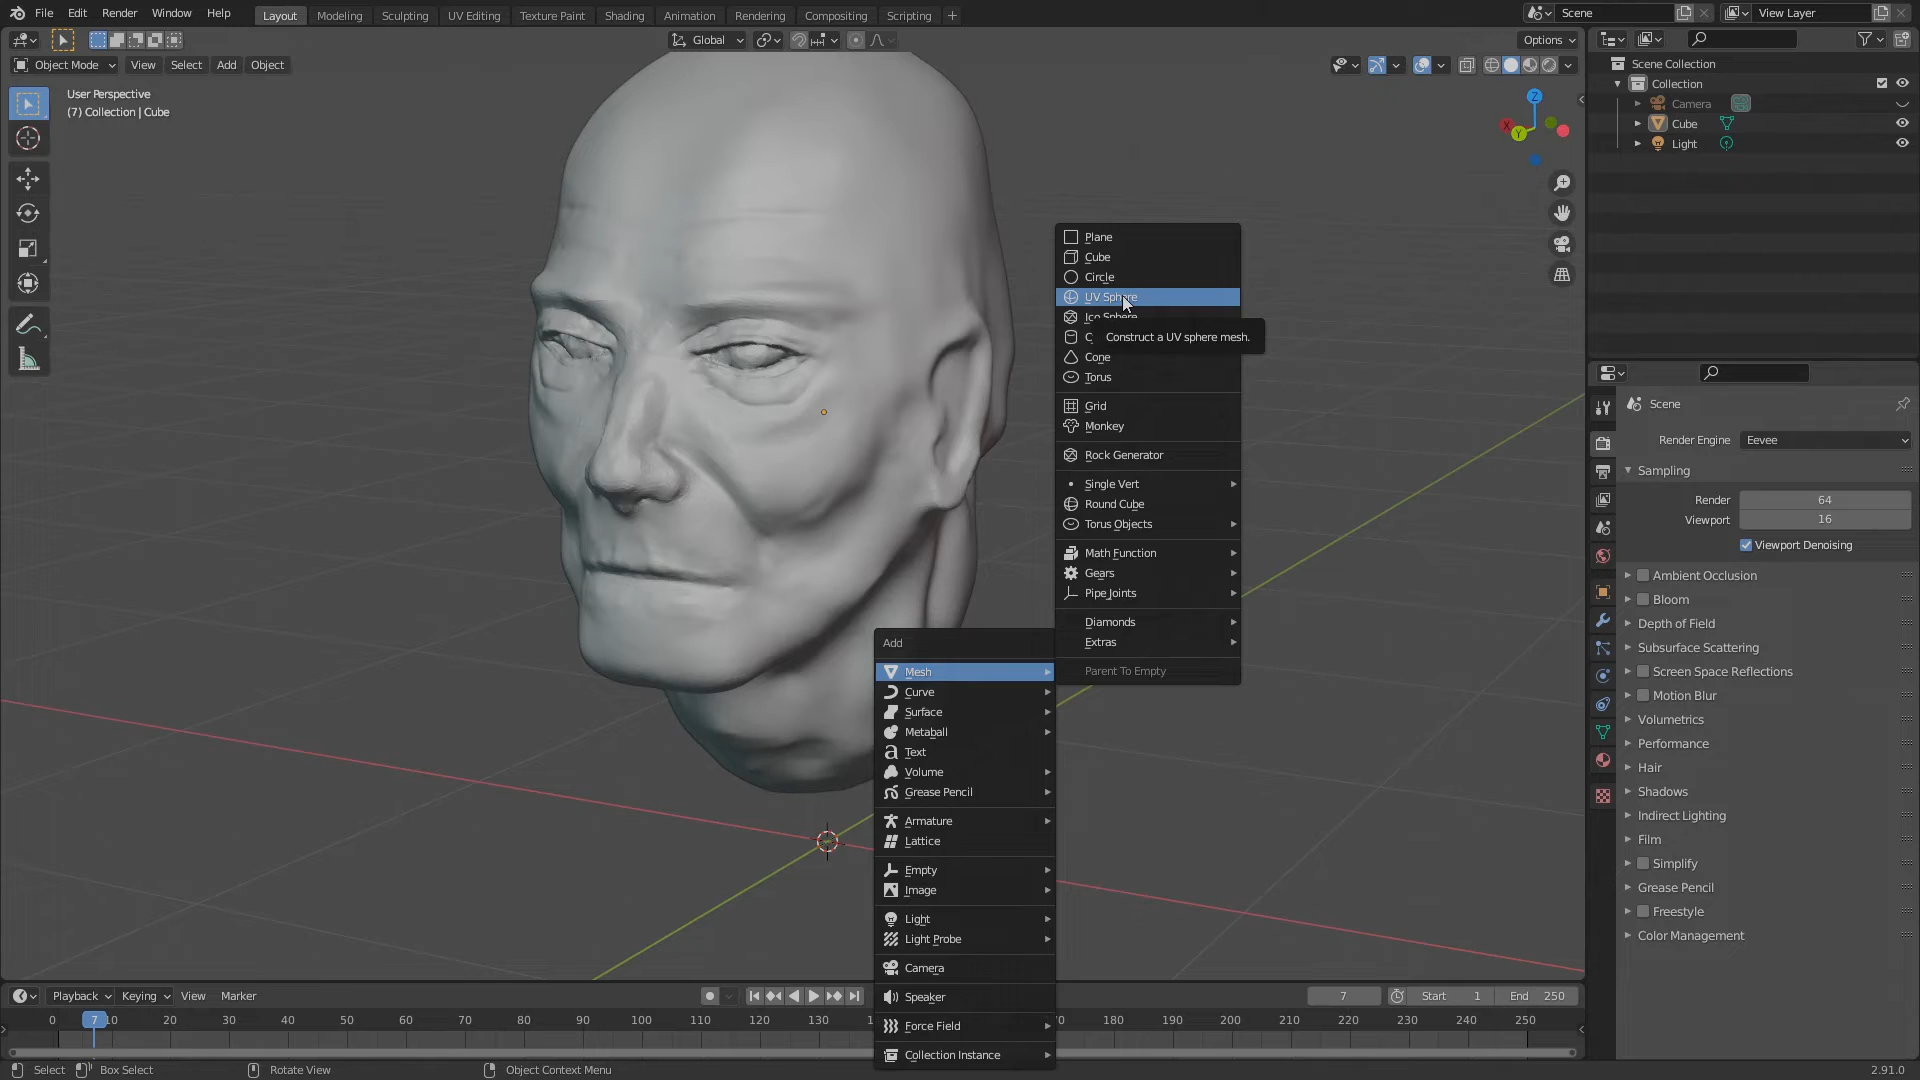 File Edit Render Window Help
Layout Modeling Sculpting UV Editing Texture Paint Shading Animation Rendering Compositing Scripting +
Scene
View Layer
Global
Options
Object Mode View Select Add Object
User Perspective
(7) Collection | Cube
Z
X
Y
Scene Collection
Collection
Camera
Cube
Light
Plane
Cube
Circle
UV Sphere
Ico Sphere
C
Construct a UV sphere mesh.
Cone
Torus
Grid
Monkey
Rock Generator
Single Vert
Round Cube
Torus Objects
Math Function
Gears
Pipe Joints
Diamonds
Extras
Parent To Empty
Add
Mesh
Curve
Surface
Metaball
Text
Volume
Grease Pencil
Armature
Lattice
Empty
Image
Light
Light Probe
Camera
Speaker
Force Field
Collection Instance
Scene
Render Engine Eevee
Sampling
Render 64
Viewport 16
Viewport Denoising
Ambient Occlusion
Bloom
Depth of Field
Subsurface Scattering
Screen Space Reflections
Motion Blur
Volumetrics
Performance
Hair
Shadows
Indirect Lighting
Film
Simplify
Grease Pencil
Freestyle
Color Management
Playback Keying View Marker
7 Start 1 End 250
0 7 10 20 30 40 50 60 70 80 90 100 110 120 130 180 190 200 210 220 230 240 250
Select Box Select Rotate View Object Context Menu
2.91.0